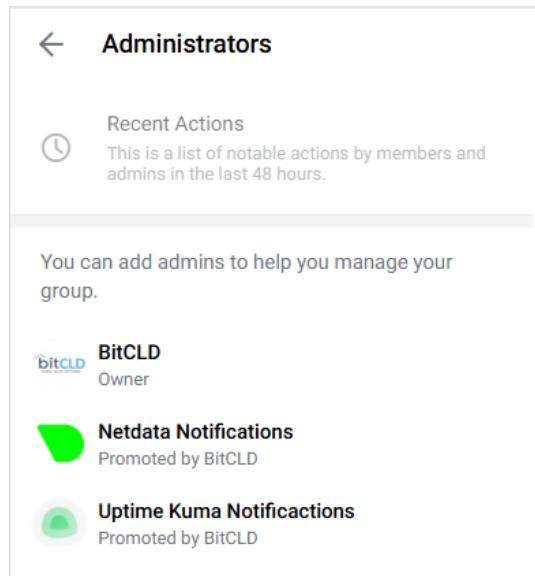 Administrators
Recent Actions
This is a list of notable actions by members and
admins in the last 48 hours.
You can add admins to help you manage your
group.
bitCLD
BitCLD
Owner
Netdata Notifications
Promoted by BitCLD
Uptime Kuma Notificactions
Promoted by BitCLD